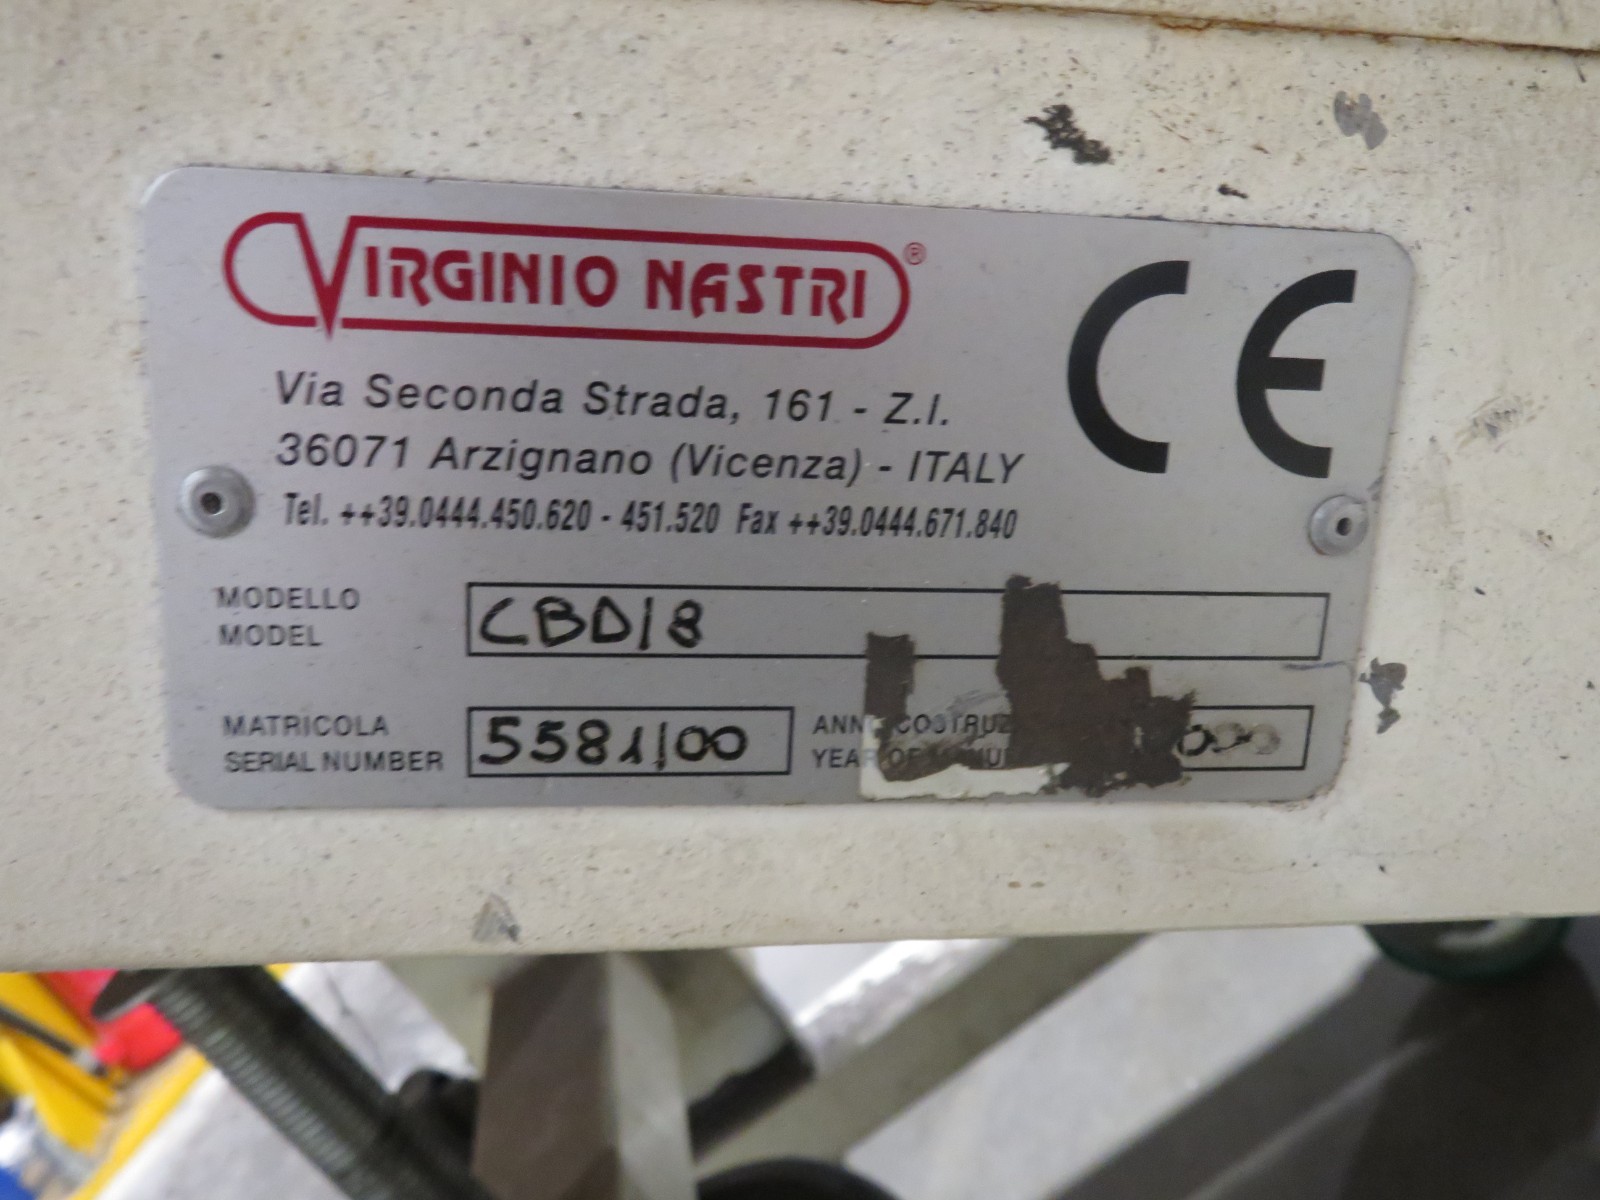 VIRGINIO NASTRI®
CE
Via Seconda Strada, 161 - Z.I.
36071 Arzignano (Vicenza) - ITALY
Tel. ++39.0444.450.620 - 451.520 Fax ++39.0444.671.840
MODELLO
MODEL
CBD18
MATRICOLA
SERIAL NUMBER
5581/00